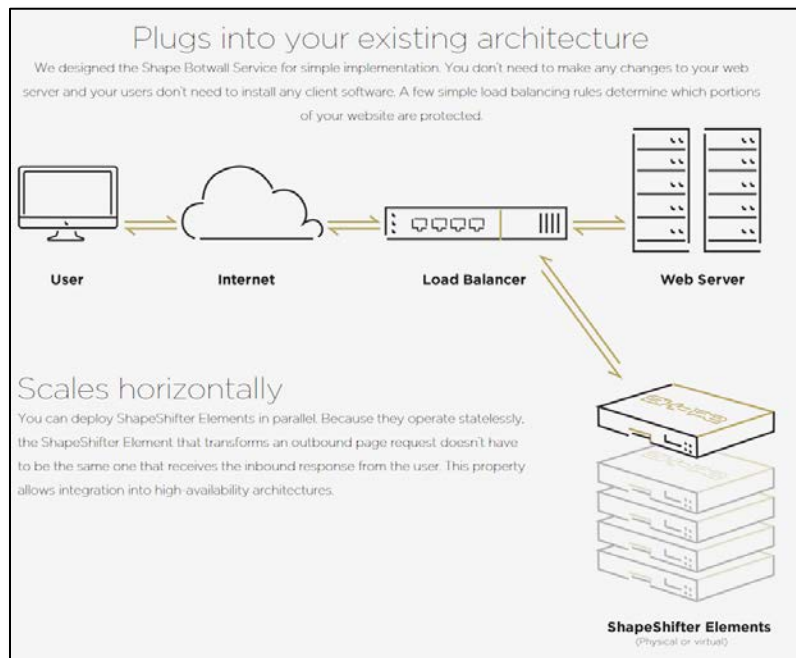 Plugs into your existing architecture
We designed the Shape Botwall Service for simple implementation. You don't need to make any changes to your web
server and your users don't need to install any client software. A few simple load balancing rules determine which portions
of your website are protected.
User
Internet
Load Balancer
Web Server
Scales horizontally
You can deploy ShapeShifter Elements in parallel. Because they operate statelessly,
the ShapeShifter Element that transforms an outbound page request doesn't have
to be the same one that receives the inbound response from the user. This property
allows integration into high-availability architectures.
ShapeShifter Elements
(Physical or virtual)